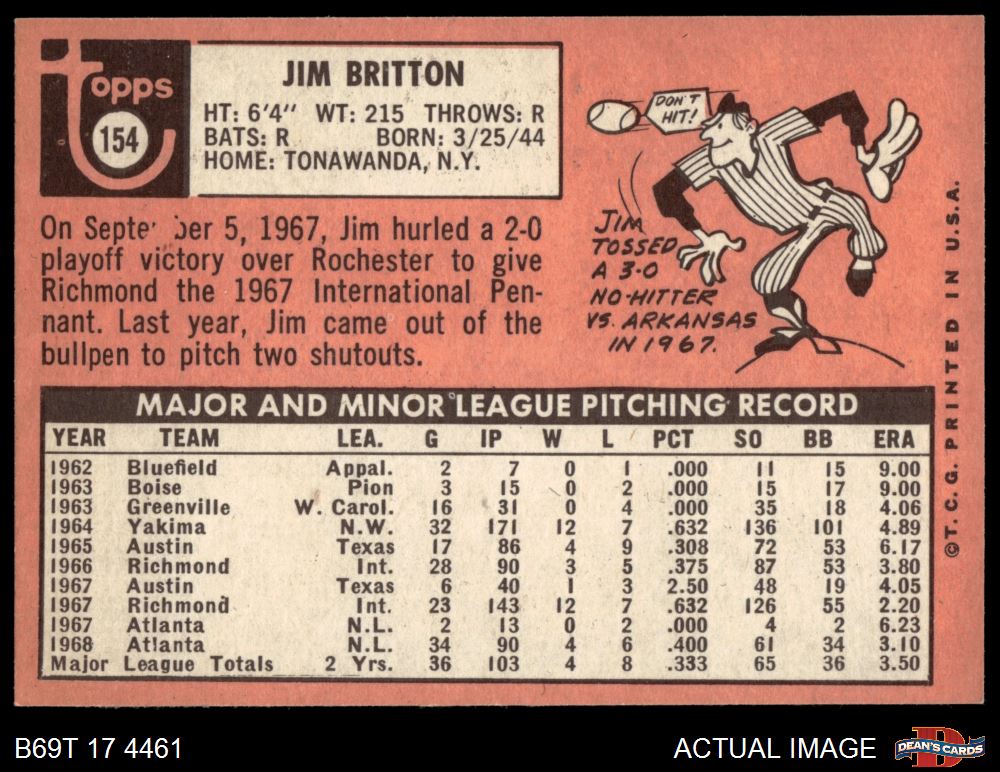 Topps
154
JIM BRITTON
HT: 6'4" WT: 215 THROWS: R
BATS: R BORN: 3/25/44
HOME: TONAWANDA, N.Y.
On Septe ber 5, 1967, Jim hurled a 2-0
playoff victory over Rochester to give
Richmond the 1967 International Pen-
nant. Last year, Jim came out of the
bullpen to pitch two shutouts.
DON'T
HIT!
JIM
TOSSED
A 3-0
NO-HITTER
VS. ARKANSAS
IN 1967.
MAJOR AND MINOR LEAGUE PITCHING RECORD
YEAR TEAM LEA. G IP W L PCT SO BB ERA
1962 Bluefield Appal. 2 7 0 1 .000 11 15 9.00
1963 Boise Pion 3 15 0 2 .000 15 17 9.00
1963 Greenville W. Carol. 16 31 0 4 .000 35 18 4.06
1964 Yakima N.W. 32 171 12 7 .632 136 101 4.89
1965 Austin Texas 17 86 4 9 .308 72 53 6.17
1966 Richmond Int. 28 90 3 5 .375 87 53 3.80
1967 Austin Texas 6 40 1 3 2.50 48 19 4.05
1967 Richmond Int. 23 143 12 7 .632 126 55 2.20
1967 Atlanta N.L. 2 13 0 2 .000 4 2 6.23
1968 Atlanta N.L. 34 90 4 6 .400 61 34 3.10
Major League Totals 2 Yrs. 36 103 4 8 .333 65 36 3.50
©T. C. G. PRINTED IN U.S.A.
B69T 17 4461
ACTUAL IMAGE
DEAN'S CARDS